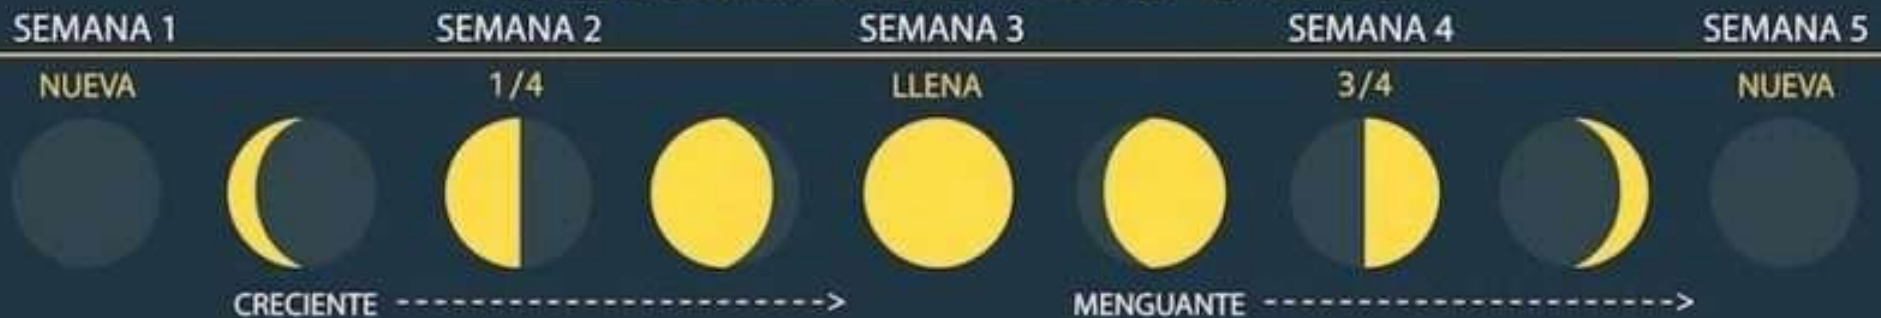 SEMANA 1 SEMANA 2 SEMANA 3 SEMANA 4 SEMANA 5
NUEVA 1/4 LLENA 3/4 NUEVA
CRECIENTE MENGUANTE